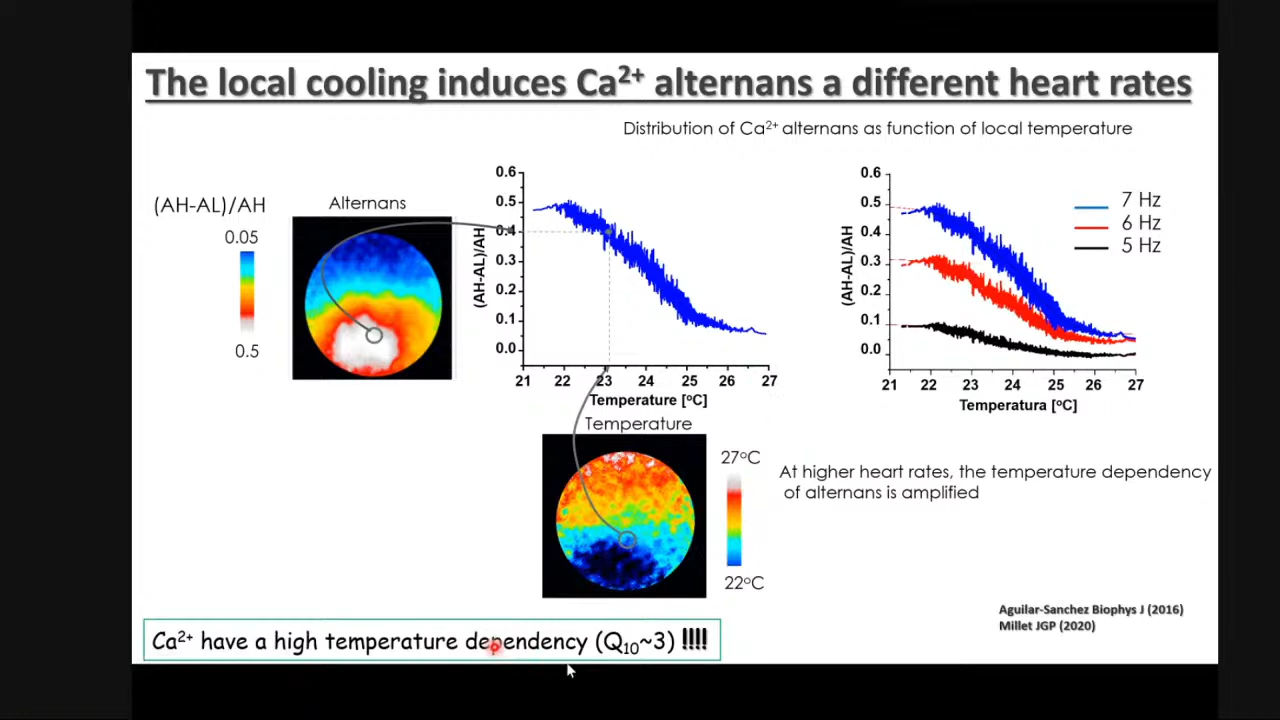 The local cooling induces Ca2+ alternans a different heart rates
Distribution of Ca2+ alternans as function of local temperature
(AH-AL)/AH
0.05
0.5
Alternans
0.6
0.5
0.4
0.3
0.2
0.1
0.0
(AH-AL)/AH
21 22 23 24 25 26 27
Temperature [oC]
0.6
0.5
0.4
0.3
0.2
0.1
0.0
(AH-AL)/AH
7 Hz
6 Hz
5 Hz
21 22 23 24 25 26 27
Temperatura [oC]
Temperature
27oC
22oC
At higher heart rates, the temperature dependency
of alternans is amplified
Aguilar-Sanchez Biophys J (2016)
Millet JGP (2020)
Ca2+ have a high temperature dependency (Q10~3) !!!!